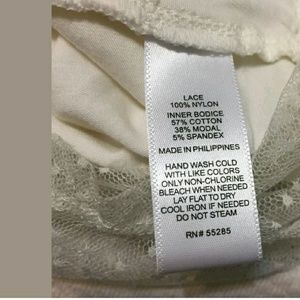 LACE
100% NYLON
INNER BODICE
57% COTTON
38% MODAL
5% SPANDEX
MADE IN PHILIPPINES
HAND WASH COLD
WITH LIKE COLORS
ONLY NON-CHLORINE
BLEACH WHEN NEEDED
LAY FLAT TO DRY
COOL IRON IF NEEDED
DO NOT STEAM
RN# 55285